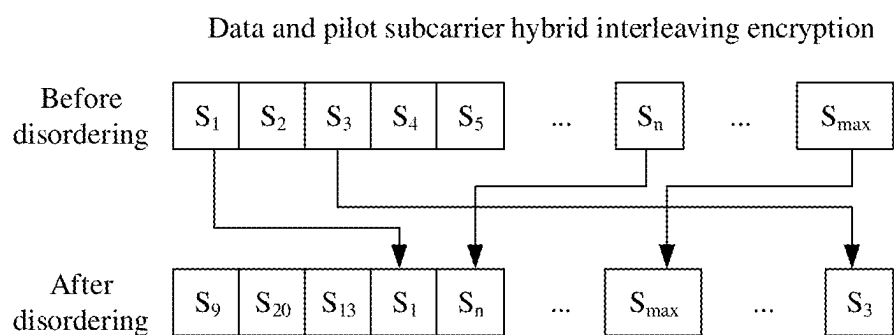 Data and pilot subcarrier hybrid interleaving encryption
Before disordering
S₁ S₂ S₃ S₄ S₅ ... Sₙ ... Sₘₐₓ
After disordering
S₉ S₂₀ S₁₃ S₁ Sₙ ... Sₘₐₓ ... S₃